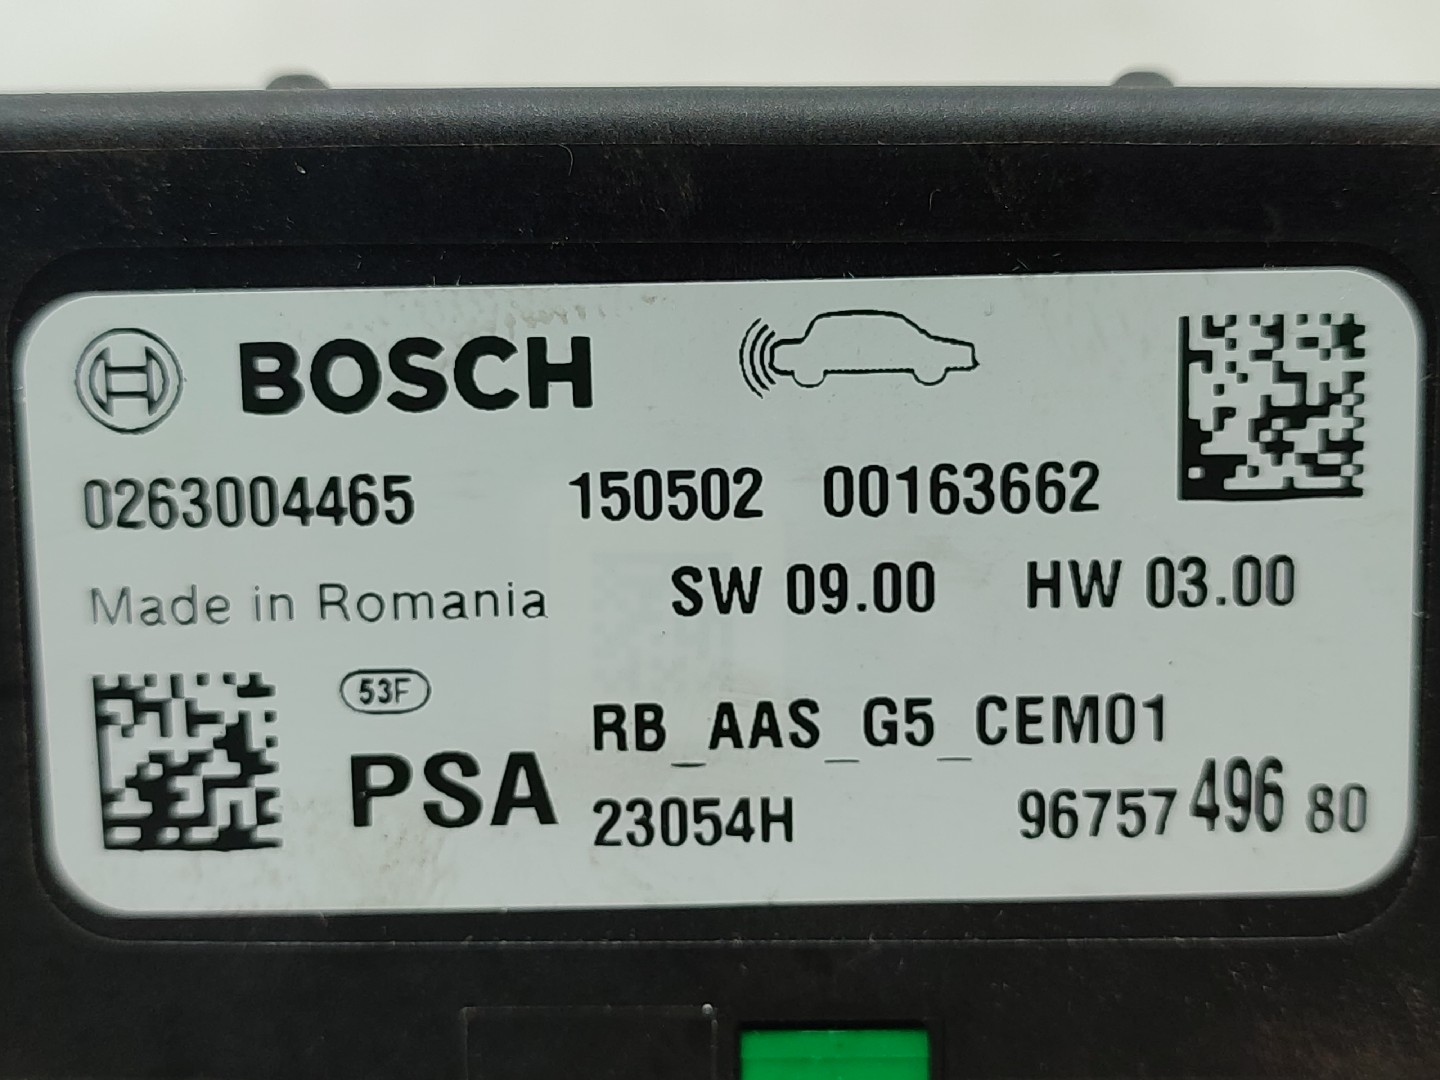 BOSCH
0263004465 150502 00163662
Made in Romania SW 09.00 HW 03.00
53F
RB_AAS_G5_CEM01
PSA
23054H 96757 496 80